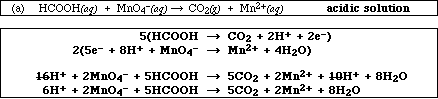 (a) HCOOH(aq) + MnO₄⁻(aq) → CO₂(g) + Mn²⁺(aq) acidic solution
5(HCOOH → CO₂ + 2H⁺ + 2e⁻)
2(5e⁻ + 8H⁺ + MnO₄⁻ → Mn²⁺ + 4H₂O)
16H⁺ + 2MnO₄⁻ + 5HCOOH → 5CO₂ + 2Mn²⁺ + 10H⁺ + 8H₂O
6H⁺ + 2MnO₄⁻ + 5HCOOH → 5CO₂ + 2Mn²⁺ + 8H₂O